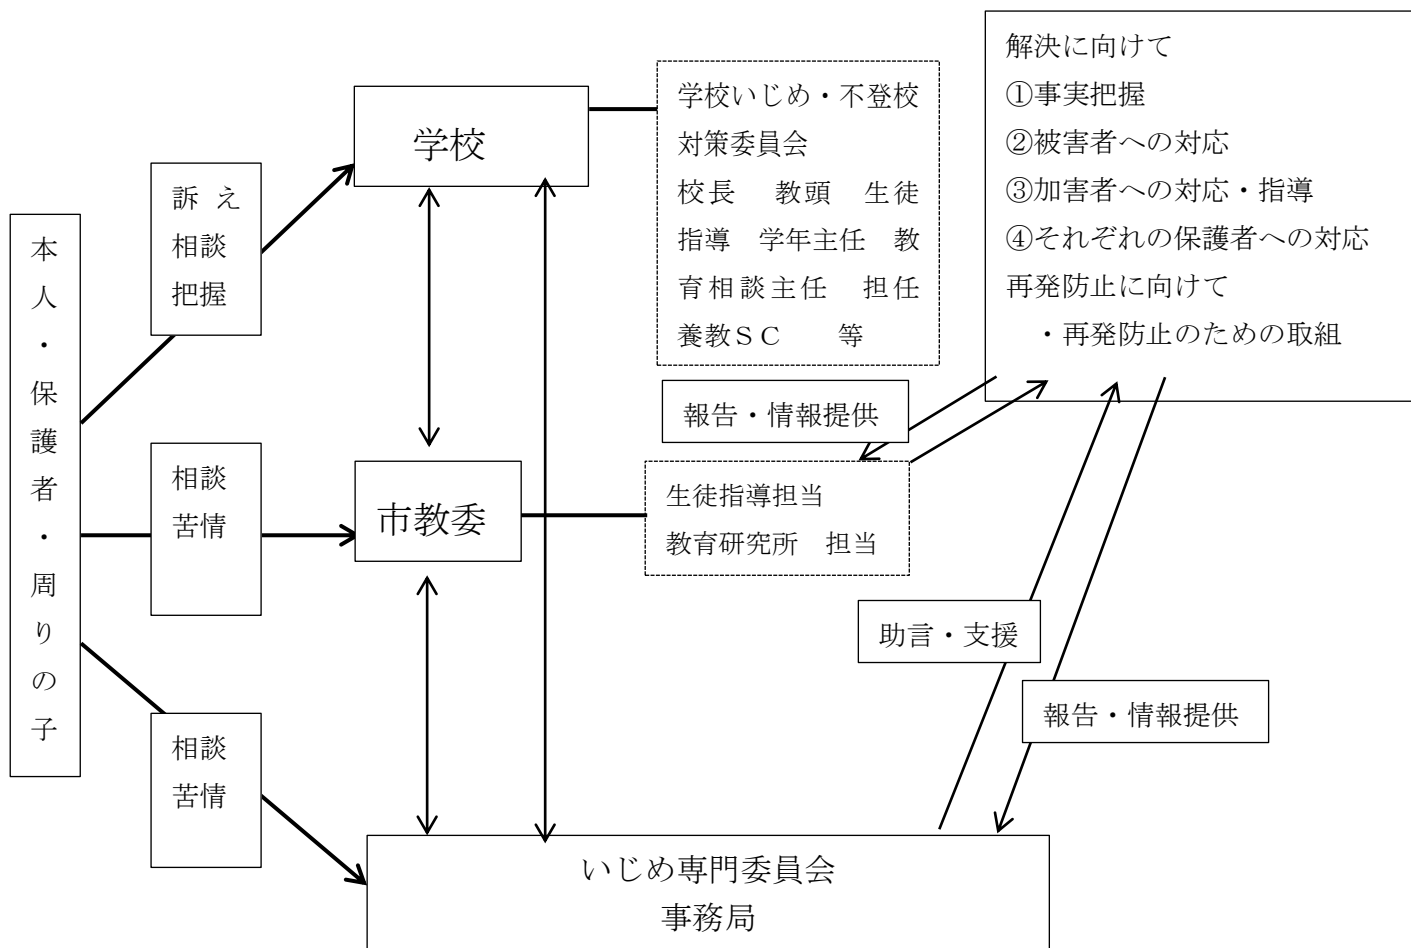 本人・保護者・周りの子
訴え
相談
把握
相談
苦情
相談
苦情
学校
市教委
いじめ専門委員会
事務局
学校いじめ・不登校
対策委員会
校長　教頭　生徒
指導　学年主任　教
育相談主任　担任
養教ＳＣ　等
報告・情報提供
生徒指導担当
教育研究所　担当
解決に向けて
①事実把握
②被害者への対応
③加害者への対応・指導
④それぞれの保護者への対応
再発防止に向けて
・再発防止のための取組
助言・支援
報告・情報提供